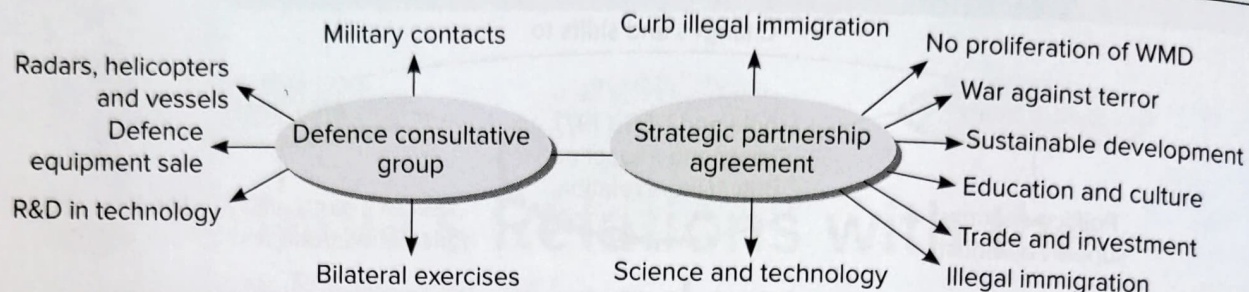 Military contacts
Radars, helicopters
and vessels
Defence
equipment sale
R&D in technology
Defence consultative
group
Bilateral exercises
Curb illegal immigration
Strategic partnership
agreement
Science and technology
No proliferation of WMD
War against terror
Sustainable development
Education and culture
Trade and investment
Illegal immigration